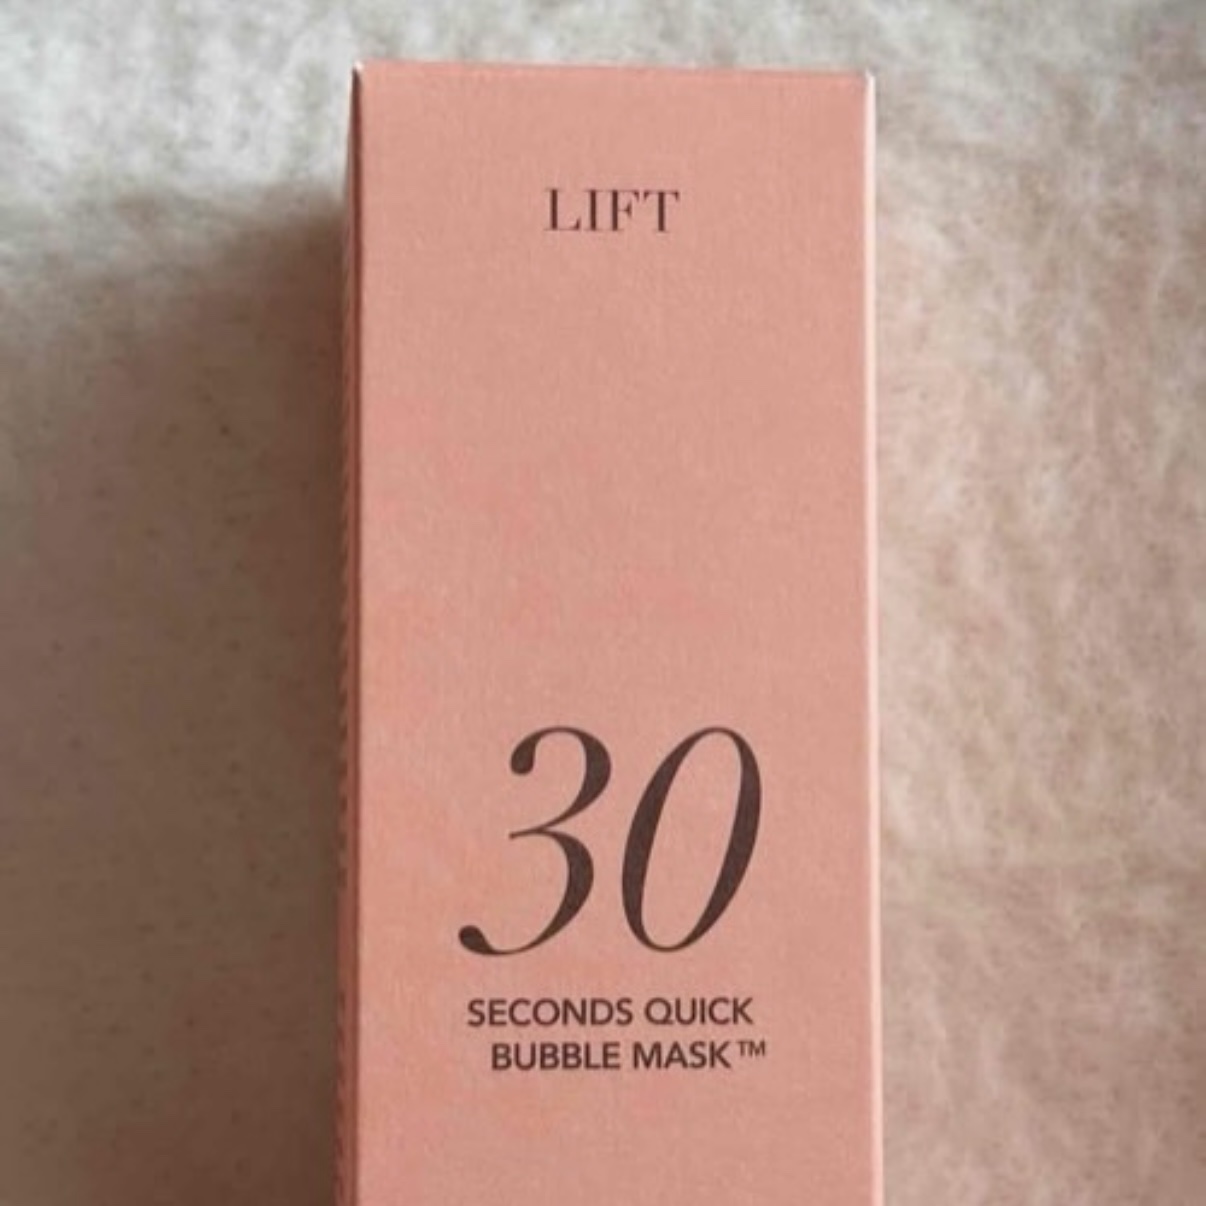 LIFT
30
SECONDS QUICK
BUBBLE MASK™